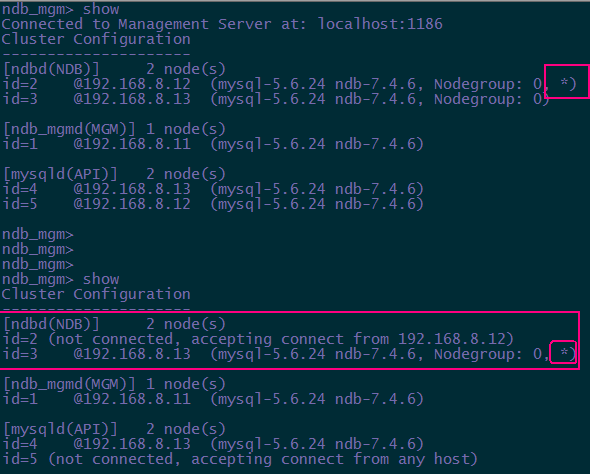 ndb_mgm> show
Connected to Management Server at: localhost:1186
Cluster Configuration
---------------------
[ndbd(NDB)]     2 node(s)
id=2    @192.168.8.12  (mysql-5.6.24 ndb-7.4.6, Nodegroup: 0, *)
id=3    @192.168.8.13  (mysql-5.6.24 ndb-7.4.6, Nodegroup: 0)

[ndb_mgmd(MGM)] 1 node(s)
id=1    @192.168.8.11  (mysql-5.6.24 ndb-7.4.6)

[mysqld(API)]   2 node(s)
id=4    @192.168.8.13  (mysql-5.6.24 ndb-7.4.6)
id=5    @192.168.8.12  (mysql-5.6.24 ndb-7.4.6)

ndb_mgm>
ndb_mgm>
ndb_mgm>
ndb_mgm> show
Cluster Configuration
---------------------
[ndbd(NDB)]     2 node(s)
id=2 (not connected, accepting connect from 192.168.8.12)
id=3    @192.168.8.13  (mysql-5.6.24 ndb-7.4.6, Nodegroup: 0, *)

[ndb_mgmd(MGM)] 1 node(s)
id=1    @192.168.8.11  (mysql-5.6.24 ndb-7.4.6)

[mysqld(API)]   2 node(s)
id=4    @192.168.8.13  (mysql-5.6.24 ndb-7.4.6)
id=5 (not connected, accepting connect from any host)